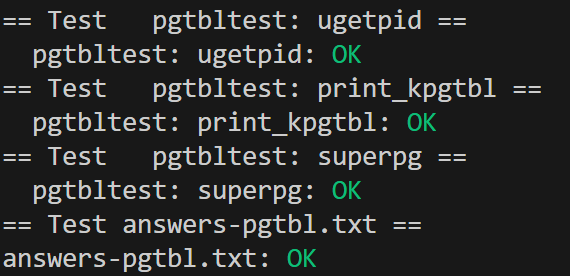 == Test   pgtbltest: ugetpid ==
  pgtbltest: ugetpid: OK
== Test   pgtbltest: print_kpgtbl ==
  pgtbltest: print_kpgtbl: OK
== Test   pgtbltest: superpg ==
  pgtbltest: superpg: OK
== Test answers-pgtbl.txt ==
answers-pgtbl.txt: OK